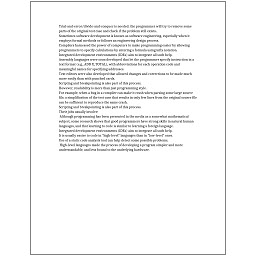 Trial-and-error/divide-and-conquer is needed: the programmer will try to remove some
parts of the original test case and check if the problem still exists.
Sometimes software development is known as software engineering, especially when it
employs formal methods or follows an engineering design process.
Compilers harnessed the power of computers to make programming easier by allowing
programmers to specify calculations by entering a formula using infix notation.
Integrated development environments (IDEs) aim to integrate all such help.
Assembly languages were soon developed that let the programmer specify instruction in a
text format (e.g., ADD X, TOTAL), with abbreviations for each operation code and
meaningful names for specifying addresses.
Text editors were also developed that allowed changes and corrections to be made much
more easily than with punched cards.
Scripting and breakpointing is also part of this process.
However, readability is more than just programming style.
For example, when a bug in a compiler can make it crash when parsing some large source
file, a simplification of the test case that results in only few lines from the original source file
can be sufficient to reproduce the same crash.
Scripting and breakpointing is also part of this process.
Their jobs usually involve:
Although programming has been presented in the media as a somewhat mathematical
subject, some research shows that good programmers have strong skills in natural human
languages, and that learning to code is similar to learning a foreign language.
Integrated development environments (IDEs) aim to integrate all such help.
It is usually easier to code in "high-level" languages than in "low-level" ones.
Use of a static code analysis tool can help detect some possible problems.
High-level languages made the process of developing a program simpler and more
understandable, and less bound to the underlying hardware.